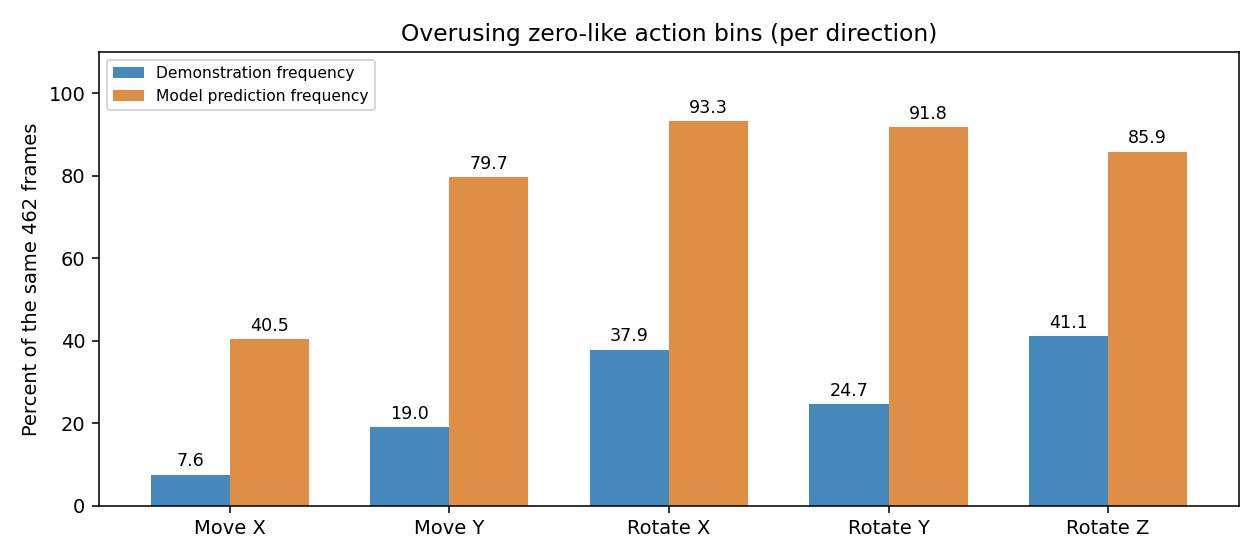 Overusing zero-like action bins (per direction)
Demonstration frequency
Model prediction frequency
Percent of the same 462 frames
100
80
60
40
20
0
7.6
40.5
19.0
79.7
37.9
93.3
24.7
91.8
41.1
85.9
Move X
Move Y
Rotate X
Rotate Y
Rotate Z